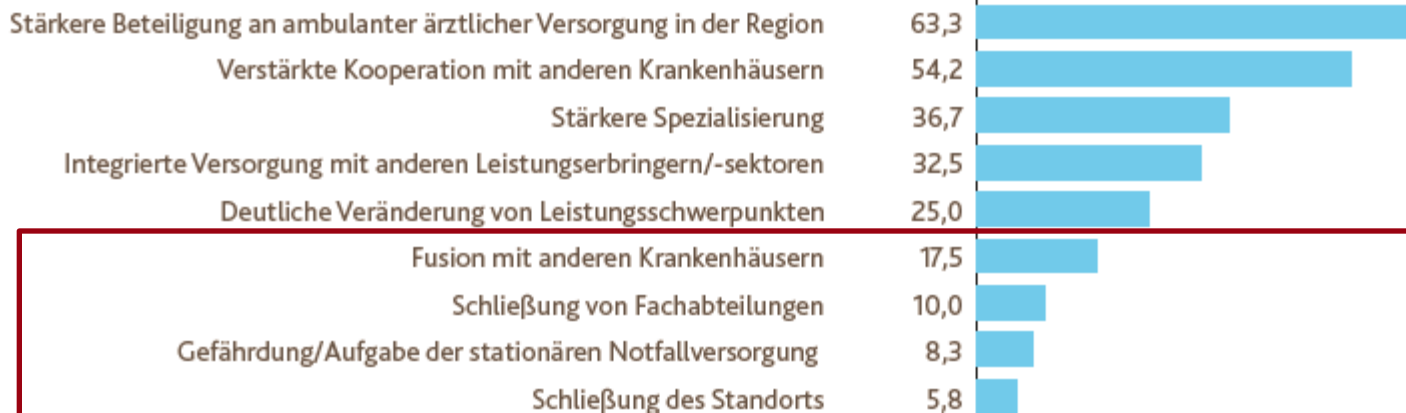 Stärkere Beteiligung an ambulanter ärztlicher Versorgung in der Region 63,3
Verstärkte Kooperation mit anderen Krankenhäusern 54,2
Stärkere Spezialisierung 36,7
Integrierte Versorgung mit anderen Leistungserbringern/-sektoren 32,5
Deutliche Veränderung von Leistungsschwerpunkten 25,0
Fusion mit anderen Krankenhäusern 17,5
Schließung von Fachabteilungen 10,0
Gefährdung/Aufgabe der stationären Notfallversorgung 8,3
Schließung des Standorts 5,8